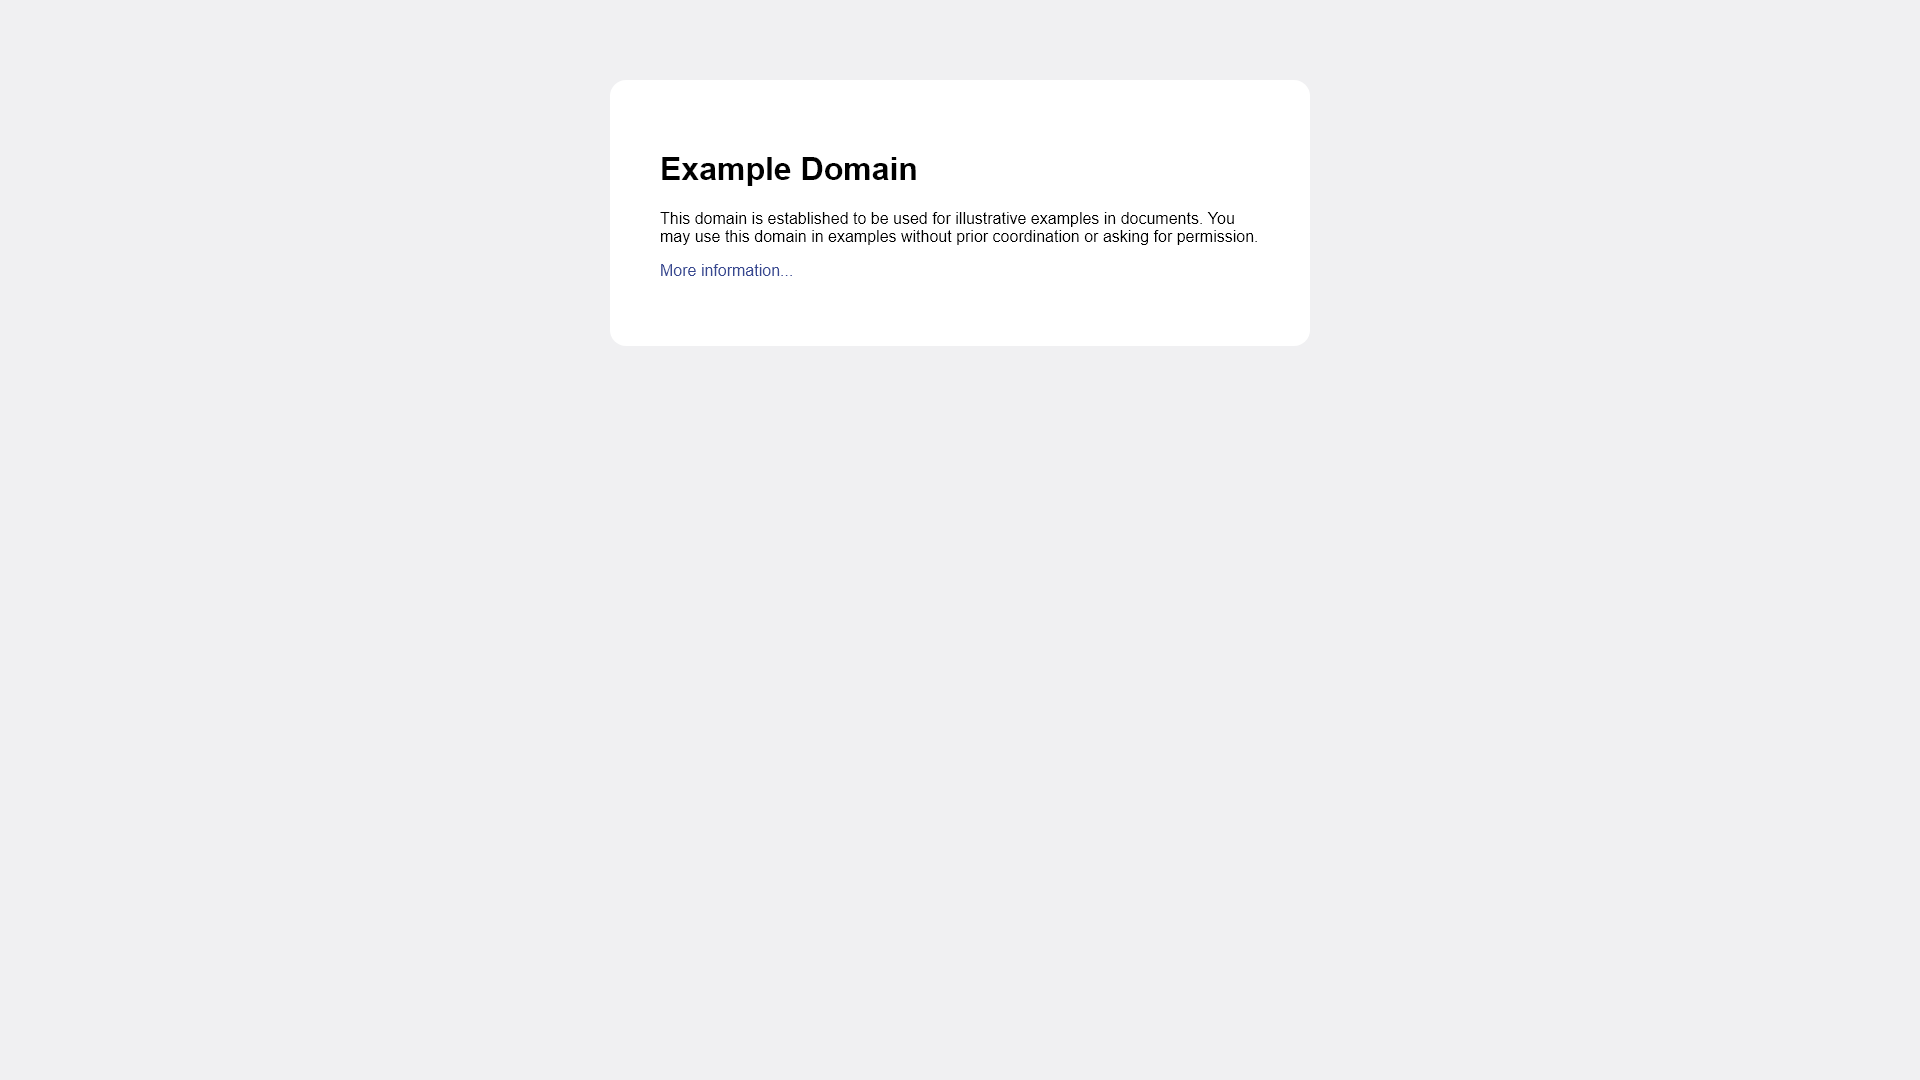 Example Domain
This domain is established to be used for illustrative examples in documents. You
may use this domain in examples without prior coordination or asking for permission.
More information...